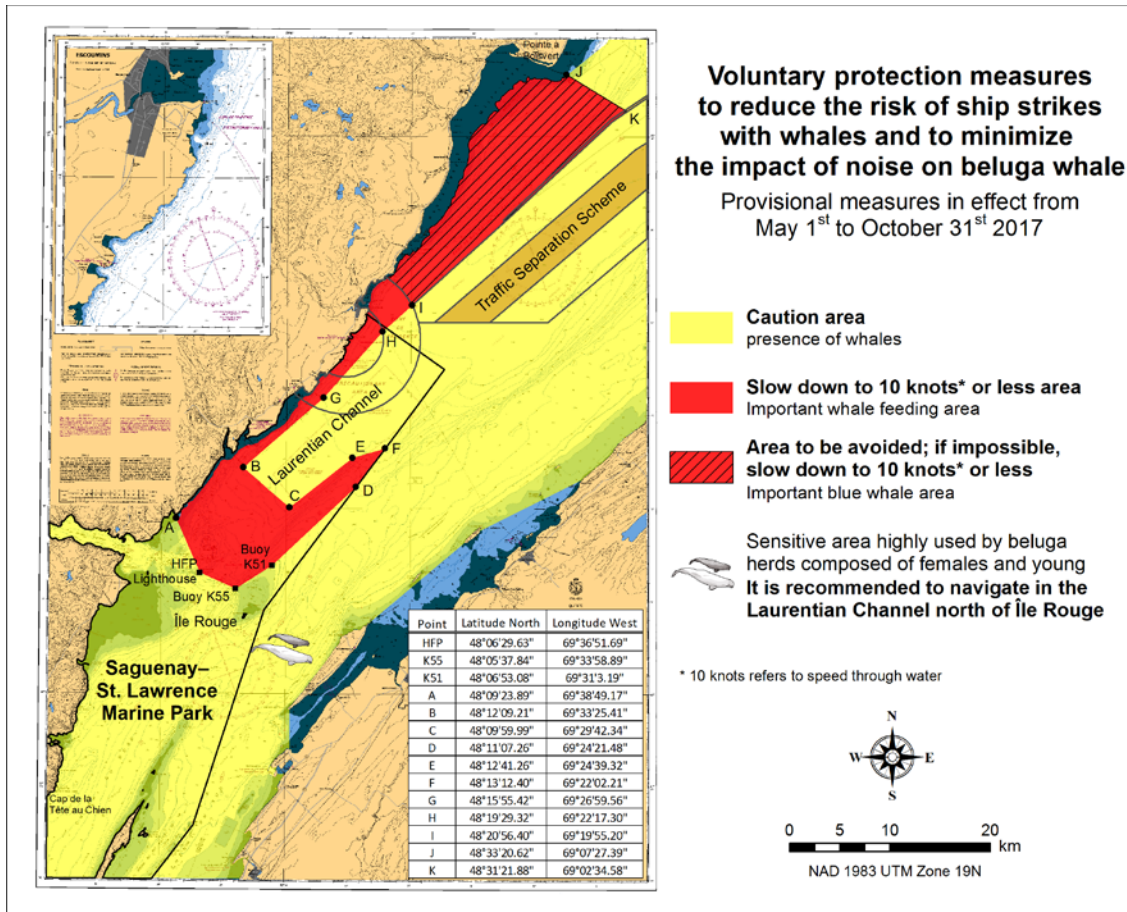 Voluntary protection measures
to reduce the risk of ship strikes
with whales and to minimize
the impact of noise on beluga whale
Provisional measures in effect from
May 1st to October 31st 2017
Caution area
presence of whales
Slow down to 10 knots* or less area
Important whale feeding area
Area to be avoided; if impossible,
slow down to 10 knots* or less
Important blue whale area
Sensitive area highly used by beluga
herds composed of females and young
It is recommended to navigate in the
Laurentian Channel north of Île Rouge
* 10 knots refers to speed through water
N
W E
S
0 5 10 20
km
NAD 1983 UTM Zone 19N
ESCOUMINS
Pointe à
Boisvert
J
K
Traffic Separation Scheme
I
H
G
Laurentian Channel
F
E
B
D
C
A
Buoy
K51
HFP
Lighthouse
Buoy K55
Île Rouge
Saguenay–
St. Lawrence
Marine Park
Cap de la
Tête au Chien
Point Latitude North Longitude West
HFP 48°06'29.63" 69°36'51.69"
K55 48°05'37.84" 69°33'58.89"
K51 48°06'53.08" 69°31'3.19"
A 48°09'23.89" 69°38'49.17"
B 48°12'09.21" 69°33'25.41"
C 48°09'59.99" 69°29'42.34"
D 48°11'07.26" 69°24'21.48"
E 48°12'41.26" 69°24'39.32"
F 48°13'12.40" 69°22'02.21"
G 48°15'55.42" 69°26'59.56"
H 48°19'29.32" 69°22'17.30"
I 48°20'56.40" 69°19'55.20"
J 48°33'20.62" 69°07'27.39"
K 48°31'21.88" 69°02'34.58"